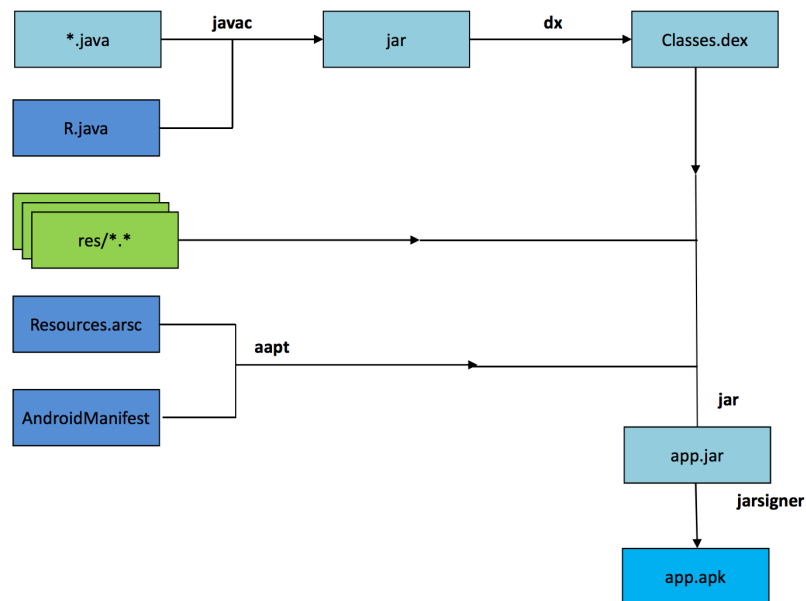 javac
dx
*.java
jar
Classes.dex
R.java
res/*.*
Resources.arsc
aapt
AndroidManifest
jar
app.jar
jarsigner
app.apk